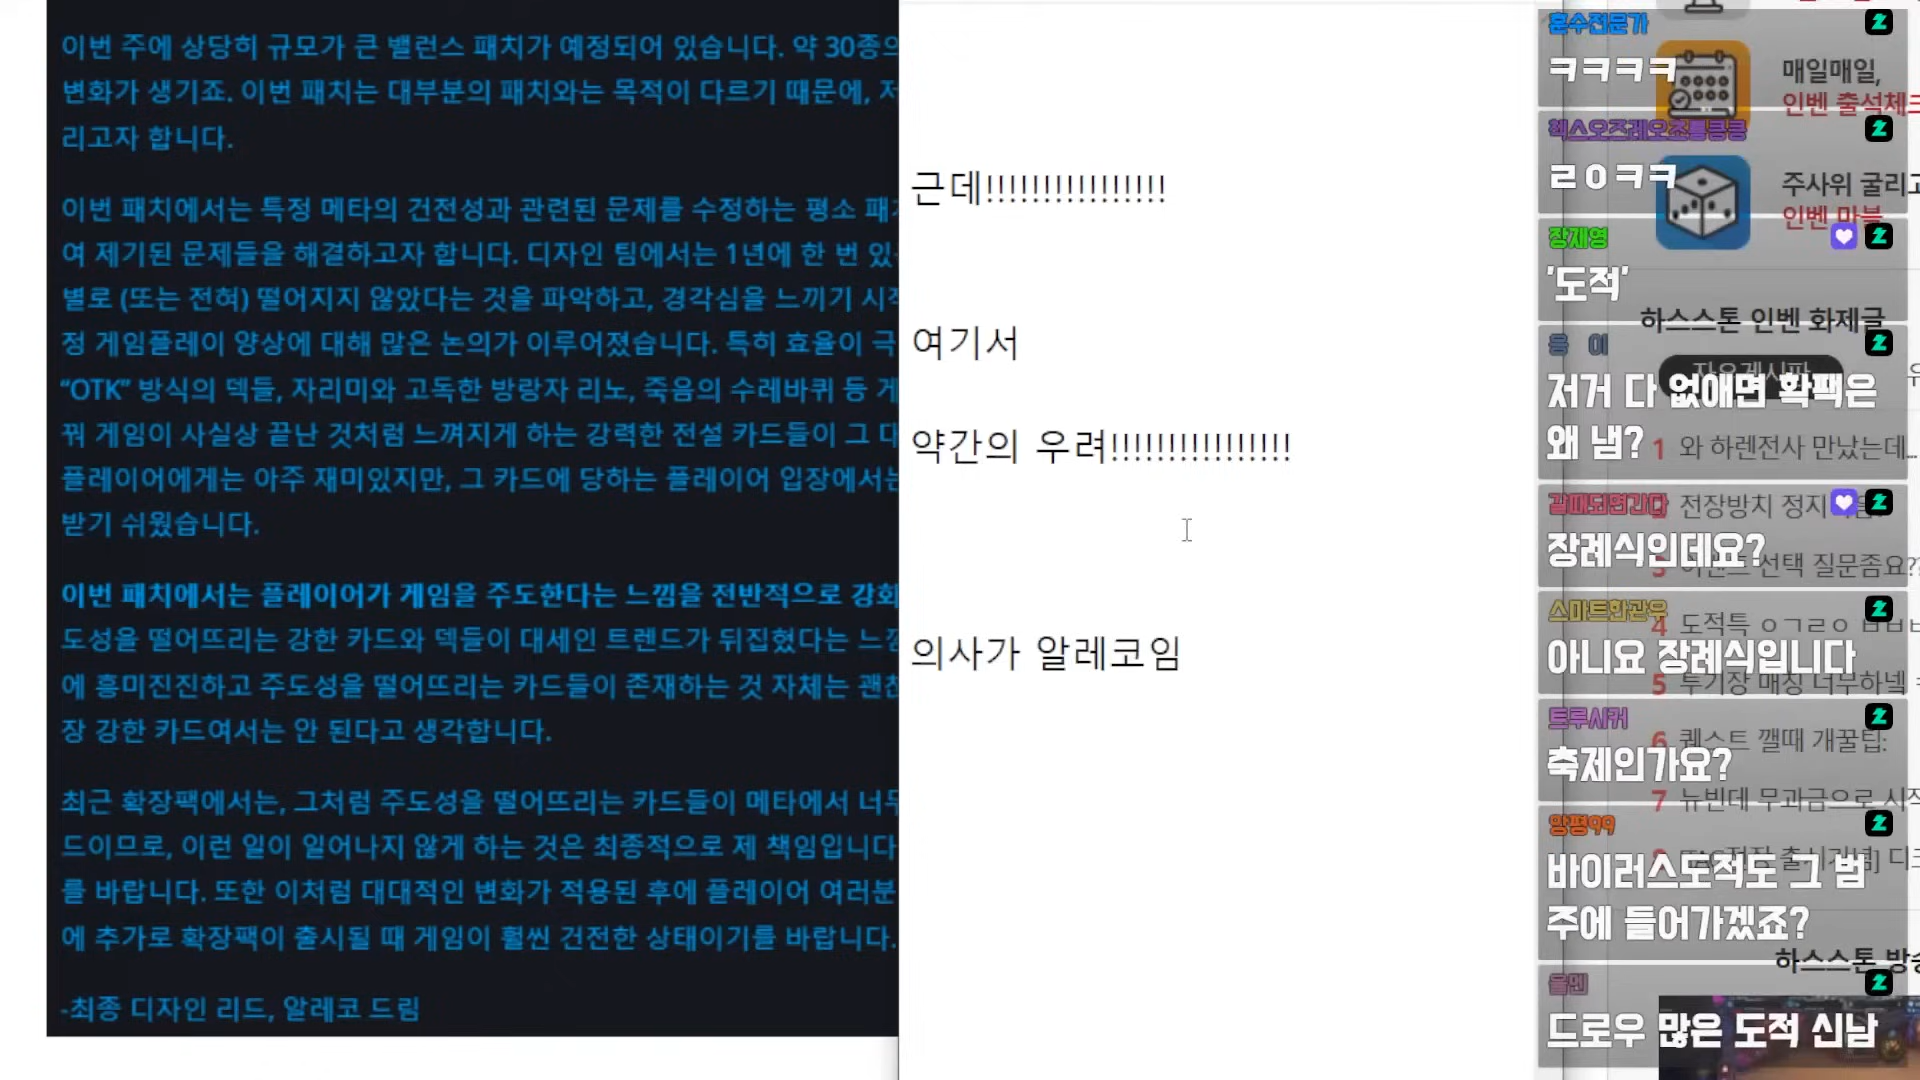 이번 주에 상당히 규모가 큰 밸런스 패치가 예정되어 있습니다. 약 30종의
변화가 생기죠. 이번 패치는 대부분의 패치와는 목적이 다르기 때문에, 저
리고자 합니다.
이번 패치에서는 특정 메타의 건전성과 관련된 문제를 수정하는 평소 패
여 제기된 문제들을 해결하고자 합니다. 디자인 팀에서는 1년에 한 번 있
별로 (또는 전혀) 떨어지지 않았다는 것을 파악하고, 경각심을 느끼기 시
정 게임플레이 양상에 대해 많은 논의가 이루어졌습니다. 특히 효율이 극
“OTK” 방식의 덱들, 자리미와 고독한 방랑자 리노, 죽음의 수레바퀴 등 게
꿔 게임이 사실상 끝난 것처럼 느껴지게 하는 강력한 전설 카드들이 그 대
플레이어에게는 아주 재미있지만, 그 카드에 당하는 플레이어 입장에서는
받기 쉬웠습니다.
이번 패치에서는 플레이어가 게임을 주도한다는 느낌을 전반적으로 강화
도성을 떨어뜨리는 강한 카드와 덱들이 대세인 트렌드가 뒤집혔다는 느낌
에 흥미진진하고 주도성을 떨어뜨리는 카드들이 존재하는 것 자체는 괜찮
장 강한 카드여서는 안 된다고 생각합니다.
최근 확장팩에서는, 그처럼 주도성을 떨어뜨리는 카드들이 메타에서 너무
드이므로, 이런 일이 일어나지 않게 하는 것은 최종적으로 제 책임입니다
를 바랍니다. 또한 이처럼 대대적인 변화가 적용된 후에 플레이어 여러분
에 추가로 확장팩이 출시될 때 게임이 훨씬 건전한 상태이기를 바랍니다.
-최종 디자인 리드, 알레코 드림
근데!!!!!!!!!!!!!!!!
여기서
약간의 우려!!!!!!!!!!!!!!!!
의사가 알레코임
훈수전문가
ㅋㅋㅋㅋ
첵스오즈레오초틀콩콩
ㄹㅇㅋㅋ
장재영
'도적'
저거 다 없애면 확팩은
왜 냄?
갈때되면간다
장례식인데요?
스마트한관우
아니요 장례식입니다
트루시커
축제인가요?
앙평99
바이러스도적도 그 범
주에 들어가겠죠?
울멘
드로우 많은 도적 신남
매일매일,
인벤 출석체크
주사위 굴리고
인벤 마블
하스스톤 인벤 화제글
자유게시판
1 와 하렌전사 만났는데...
전장방치 정지
선택 질문좀요??
4 도적특 ㅇㄱㄹㅇ
5 투기장 매칭 너무하넼
6 퀘스트 깰때 개꿀팁:
7 뉴빈데 무과금으로 시작
하스스톤 방송